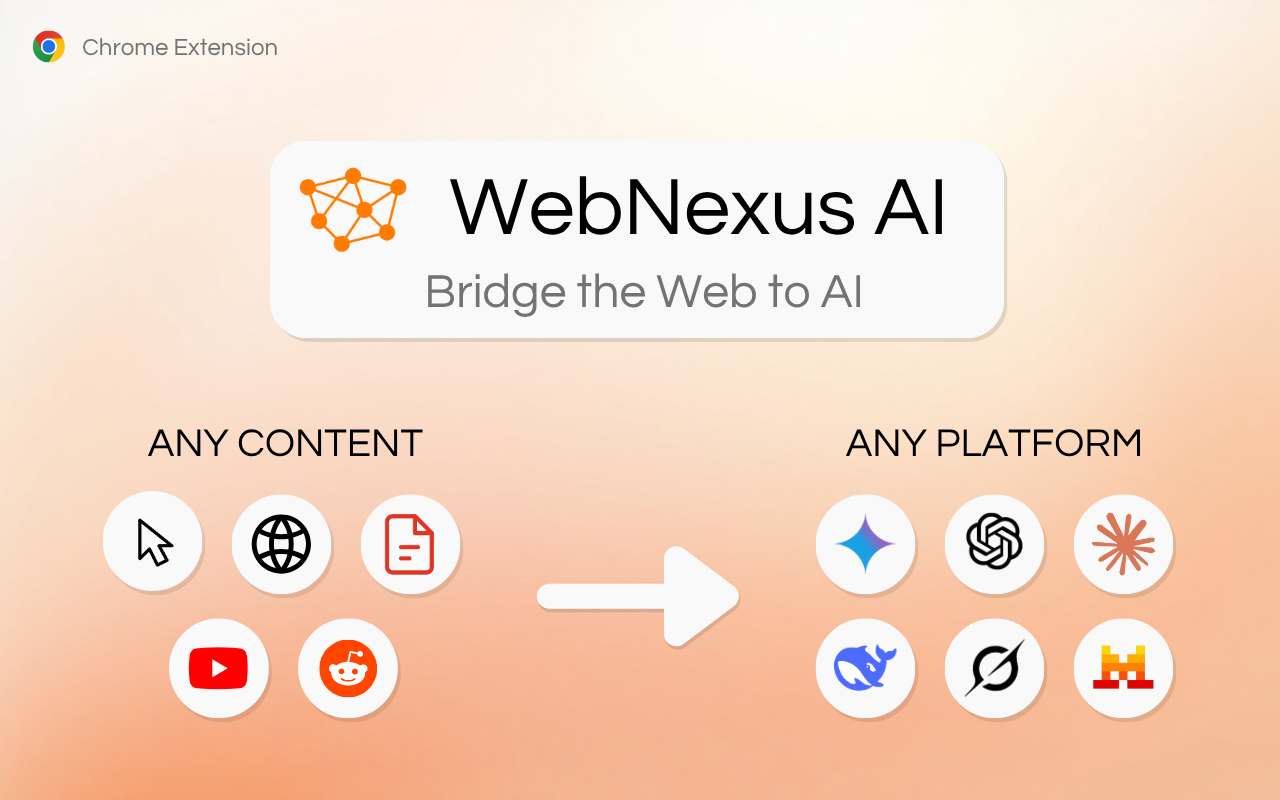 Chrome Extension
WebNexus AI
Bridge the Web to AI
ANY CONTENT
ANY PLATFORM